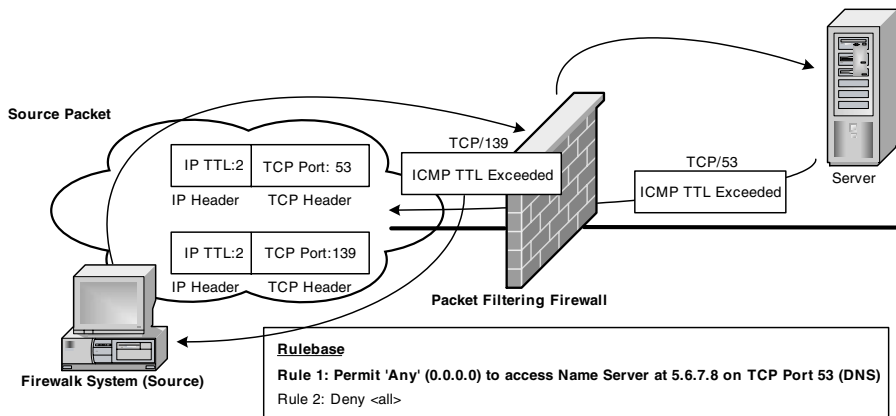 Source Packet
TCP/139
TCP/53
IP TTL:2 TCP Port: 53
ICMP TTL Exceeded
ICMP TTL Exceeded
Server
IP Header TCP Header
IP TTL:2 TCP Port:139
IP Header TCP Header
Packet Filtering Firewall
Firewalk System (Source)
Rulebase
Rule 1: Permit 'Any' (0.0.0.0) to access Name Server at 5.6.7.8 on TCP Port 53 (DNS)
Rule 2: Deny <all>